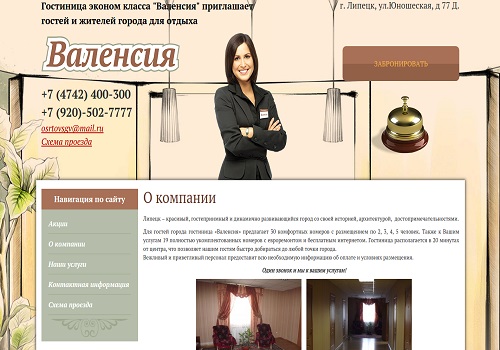 Гостиница эконом класса "Валенсия" приглашает
гостей и жителей города для отдыха
г. Липецк, ул.Юношеская, д 77 Д.
Валенсия
ЗАБРОНИРОВАТЬ
+7 (4742) 400-300
+7 (920)-502-7777
osrtovsgv@mail.ru
Схема проезда
Навигация по сайту
Акции
О компании
Наши услуги
Контактная информация
Схема проезда
О компании
Липецк – красивый, гостеприимный и динамично развивающийся город со своей историей, архитектурой, достопримечательностями.
Для гостей города гостиница «Валенсия» предлагает 30 комфортных номеров с размещением по 2, 3, 4, 5 человек. Также к Вашим
услугам 19 полностью укомплектованных номеров с евроремонтом и бесплатным интернетом. Гостиница располагается в 20 минутах
от центра, что позволяет нашим гостям быстро добираться до любой точки города.
Вежливый и приветливый персонал предоставит всю необходимую информацию об оплате и условиях размещения.
Один звонок и мы к вашим услугам!